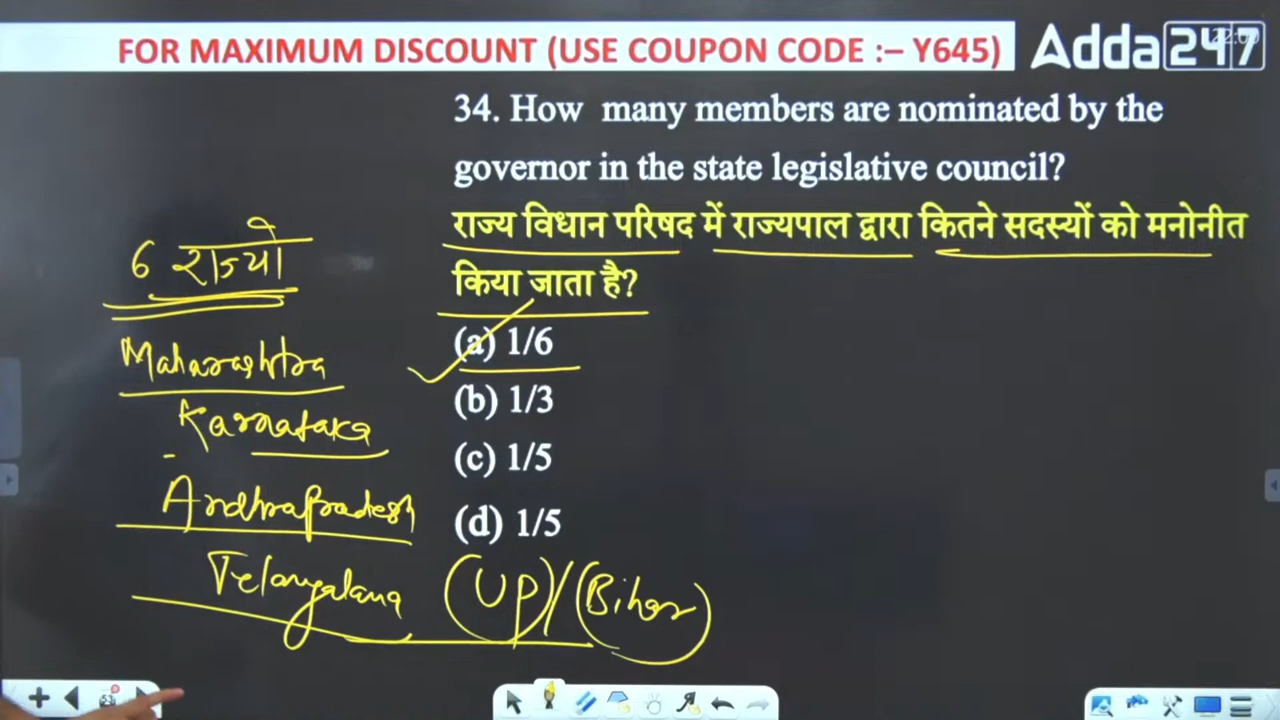 FOR MAXIMUM DISCOUNT (USE COUPON CODE :– Y645)
Adda247
34. How many members are nominated by the
governor in the state legislative council?
राज्य विधान परिषद में राज्यपाल द्वारा कितने सदस्यों को मनोनीत
किया जाता है?
(a) 1/6
(b) 1/3
(c) 1/5
(d) 1/5
6 राज्यो
Maharashtra
Karnataka
Andhrapradesh
Telangalana (UP)/(Bihar)
53